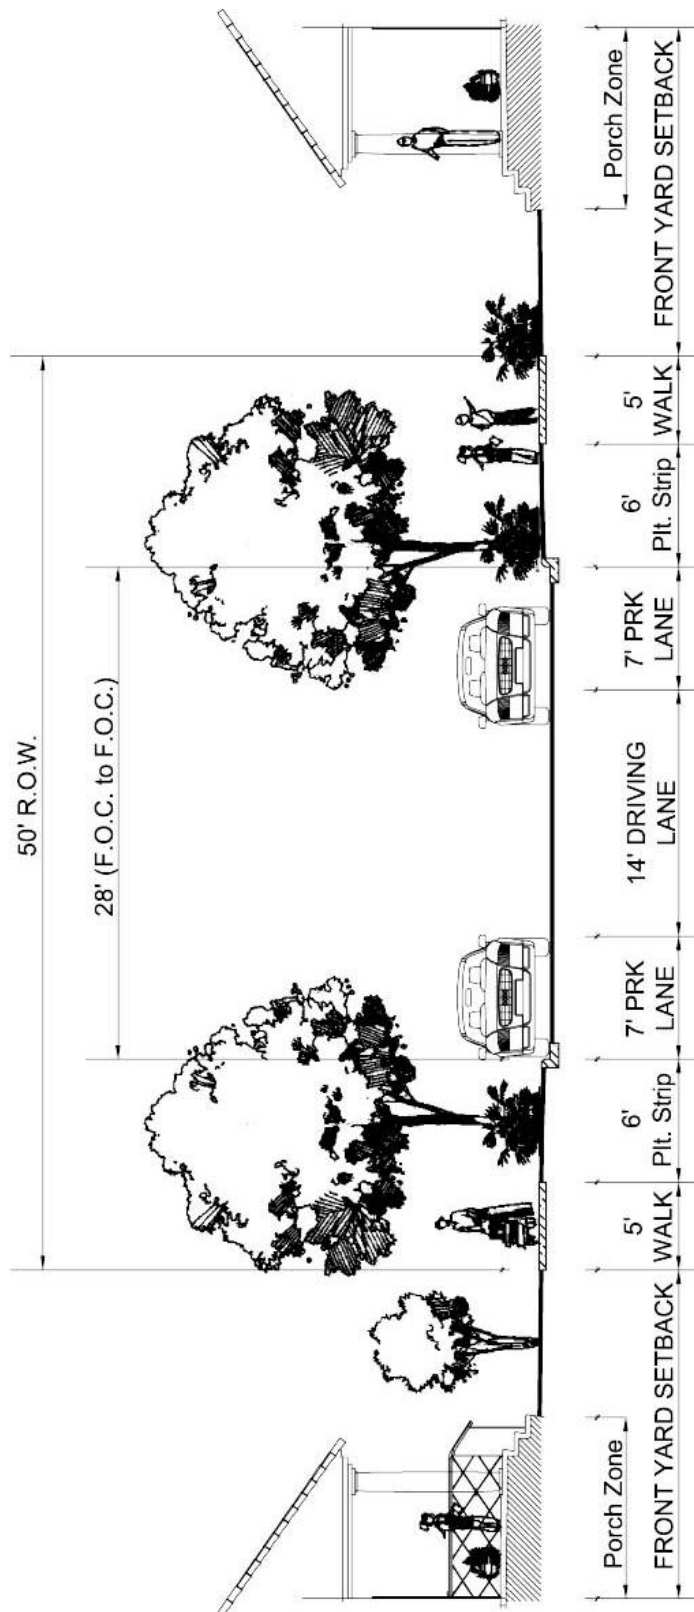 50' R.O.W.
28' (F.O.C. to F.O.C.)
Porch Zone
FRONT YARD SETBACK
5'
WALK
6'
Plt. Strip
7' PRK
LANE
14' DRIVING
LANE
7' PRK
LANE
6'
Plt. Strip
5'
WALK
Porch Zone
FRONT YARD SETBACK